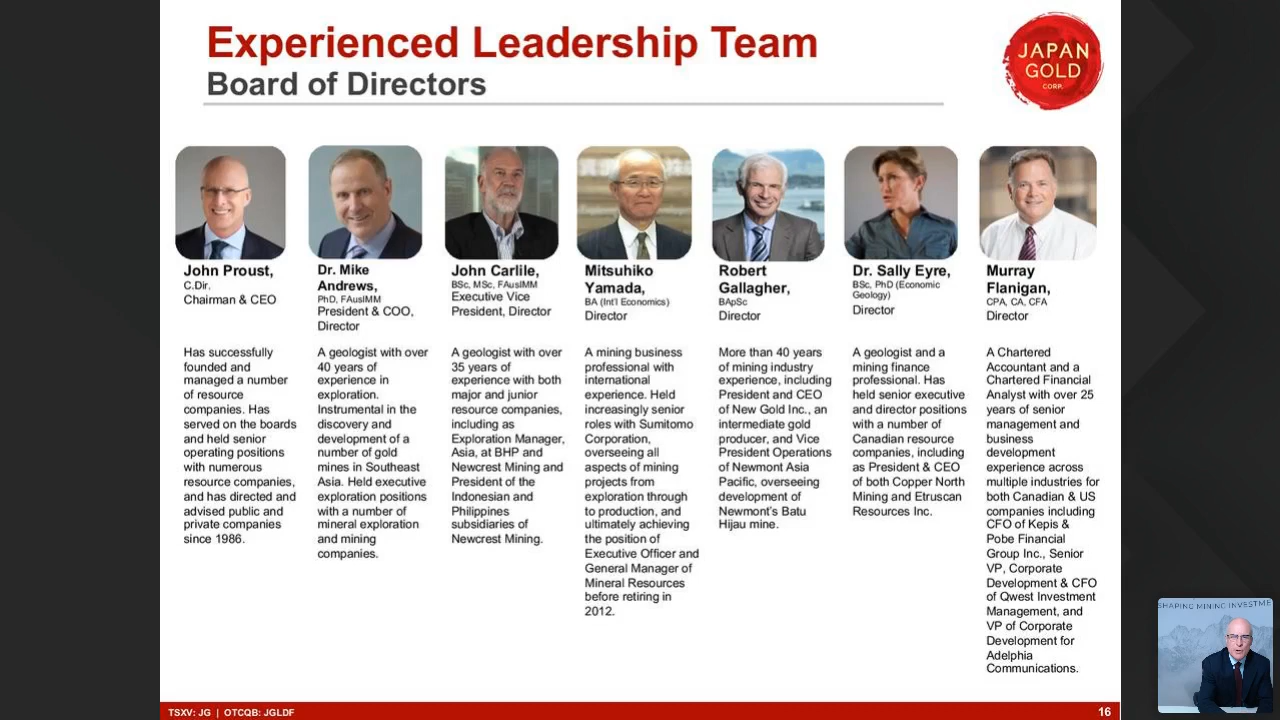 Experienced Leadership Team
Board of Directors
JAPAN
GOLD
CORP.
John Proust,
C.Dir.
Chairman & CEO
Has successfully
founded and
managed a number
of resource
companies. Has
served on the boards
and held senior
operating positions
with numerous
resource companies,
and has directed and
advised public and
private companies
since 1986.
Dr. Mike
Andrews,
PhD, FAusIMM
President & COO,
Director
A geologist with over
40 years of
experience in
exploration.
Instrumental in the
discovery and
development of a
number of gold
mines in Southeast
Asia. Held executive
exploration positions
with a number of
mineral exploration
and mining
companies.
John Carlile,
BSc, MSc, FAusIMM
Executive Vice
President, Director
A geologist with over
35 years of
experience with both
major and junior
resource companies,
including as
Exploration Manager,
Asia, at BHP and
Newcrest Mining and
President of the
Indonesian and
Philippines
subsidiaries of
Newcrest Mining.
Mitsuhiko
Yamada,
BA (Int'l Economics)
Director
A mining business
professional with
international
experience. Held
increasingly senior
roles with Sumitomo
Corporation,
overseeing all
aspects of mining
projects from
exploration through
to production, and
ultimately achieving
the position of
Executive Officer and
General Manager of
Mineral Resources
before retiring in
2012.
Robert
Gallagher,
BApSc
Director
More than 40 years
of mining industry
experience, including
President and CEO
of New Gold Inc., an
intermediate gold
producer, and Vice
President Operations
of Newmont Asia
Pacific, overseeing
development of
Newmont's Batu
Hijau mine.
Dr. Sally Eyre,
BSc, PhD (Economic
Geology)
Director
A geologist and a
mining finance
professional. Has
held senior executive
and director positions
with a number of
Canadian resource
companies, including
as President & CEO
of both Copper North
Mining and Etruscan
Resources Inc.
Murray
Flanigan,
CPA, CA, CFA
Director
A Chartered
Accountant and a
Chartered Financial
Analyst with over 25
years of senior
management and
business
development
experience across
multiple industries for
both Canadian & US
companies including
CFO of Kepis &
Pobe Financial
Group Inc., Senior
VP, Corporate
Development & CFO
of Qwest Investment
Management, and
VP of Corporate
Development for
Adelphia
Communications.
SHAPING MINING INVESTME
TSXV: JG | OTCQB: JGLDF
16